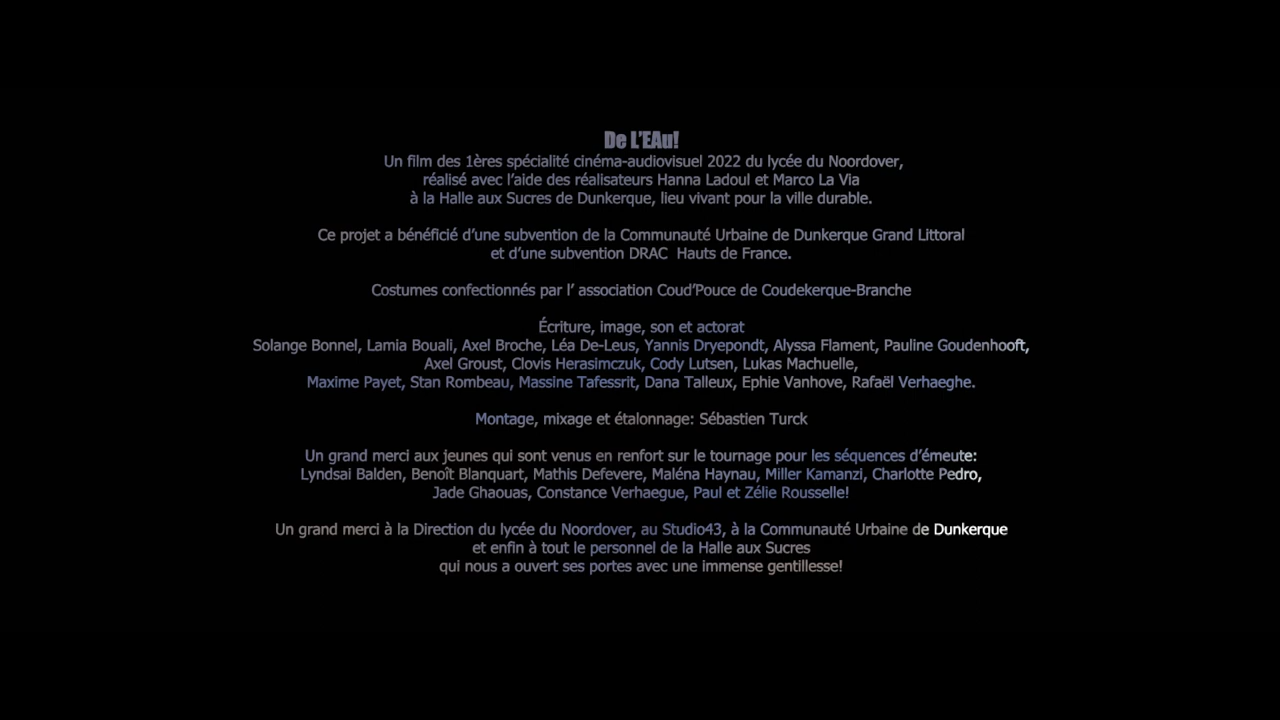 De L'EAu!
Un film des 1ères spécialité cinéma-audiovisuel 2022 du lycée du Noordover,
réalisé avec l'aide des réalisateurs Hanna Ladoul et Marco La Via
à la Halle aux Sucres de Dunkerque, lieu vivant pour la ville durable.
Ce projet a bénéficié d'une subvention de la Communauté Urbaine de Dunkerque Grand Littoral
et d'une subvention DRAC  Hauts de France.
Costumes confectionnés par l' association Coud'Pouce de Coudekerque-Branche
Écriture, image, son et actorat
Solange Bonnel, Lamia Bouali, Axel Broche, Léa De-Leus, Yannis Dryepondt, Alyssa Flament, Pauline Goudenhooft,
Axel Groust, Clovis Herasimczuk, Cody Lutsen, Lukas Machuelle,
Maxime Payet, Stan Rombeau, Massine Tafessrit, Dana Talleux, Ephie Vanhove, Rafaël Verhaeghe.
Montage, mixage et étalonnage: Sébastien Turck
Un grand merci aux jeunes qui sont venus en renfort sur le tournage pour les séquences d'émeute:
Lyndsai Balden, Benoît Blanquart, Mathis Defevere, Maléna Haynau, Miller Kamanzi, Charlotte Pedro,
Jade Ghaouas, Constance Verhaegue, Paul et Zélie Rousselle!
Un grand merci à la Direction du lycée du Noordover, au Studio43, à la Communauté Urbaine de Dunkerque
et enfin à tout le personnel de la Halle aux Sucres
qui nous a ouvert ses portes avec une immense gentillesse!